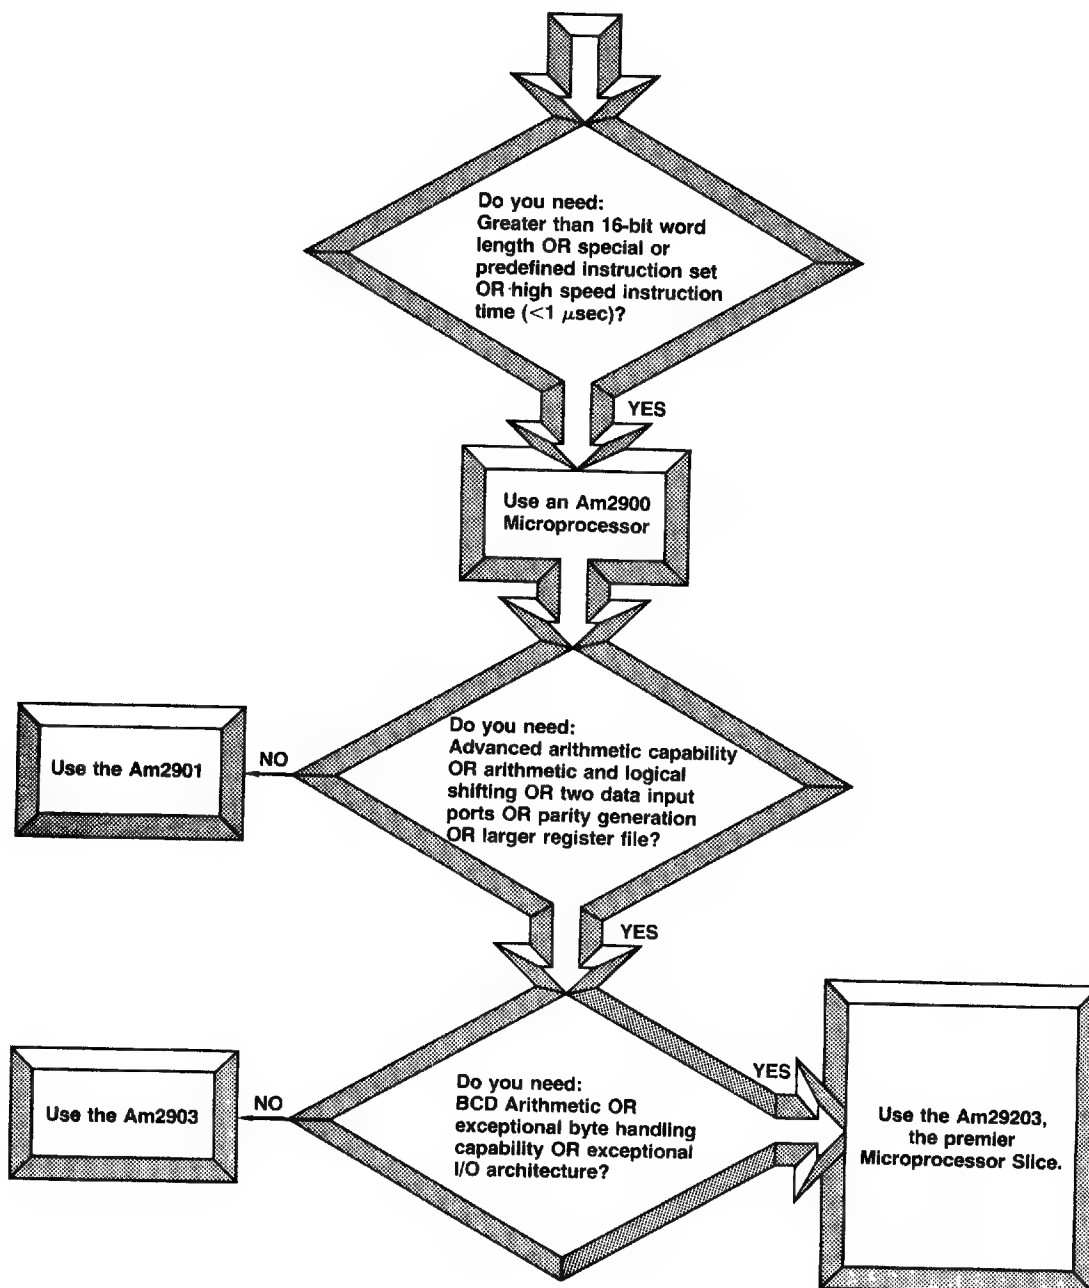 Do you need:
Greater than 16-bit word
length OR special or
predefined instruction set
OR high speed instruction
time (<1 μsec)?
YES
Use an Am2900
Microprocessor
Do you need:
Advanced arithmetic capability
OR arithmetic and logical
shifting OR two data input
ports OR parity generation
OR larger register file?
NO
Use the Am2901
YES
Do you need:
BCD Arithmetic OR
exceptional byte handling
capability OR exceptional
I/O architecture?
NO
Use the Am2903
YES
Use the Am29203,
the premier
Microprocessor Slice.